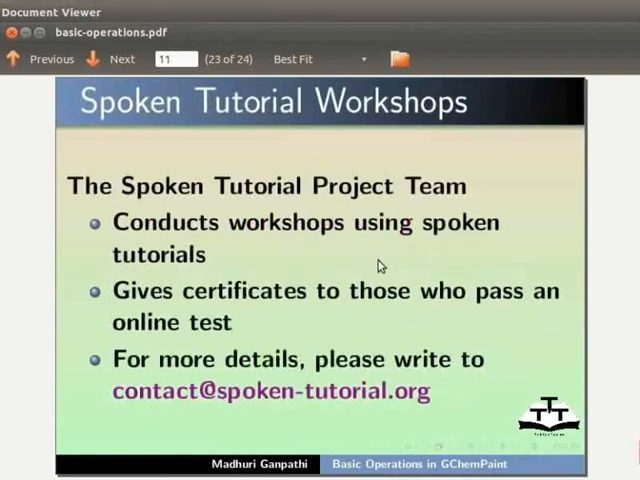 Document Viewer
basic-operations.pdf
Previous Next 11 (23 of 24) Best Fit
Spoken Tutorial Workshops
The Spoken Tutorial Project Team
Conducts workshops using spoken
tutorials
Gives certificates to those who pass an
online test
For more details, please write to
contact@spoken-tutorial.org
Madhuri Ganpathi Basic Operations in GChemPaint